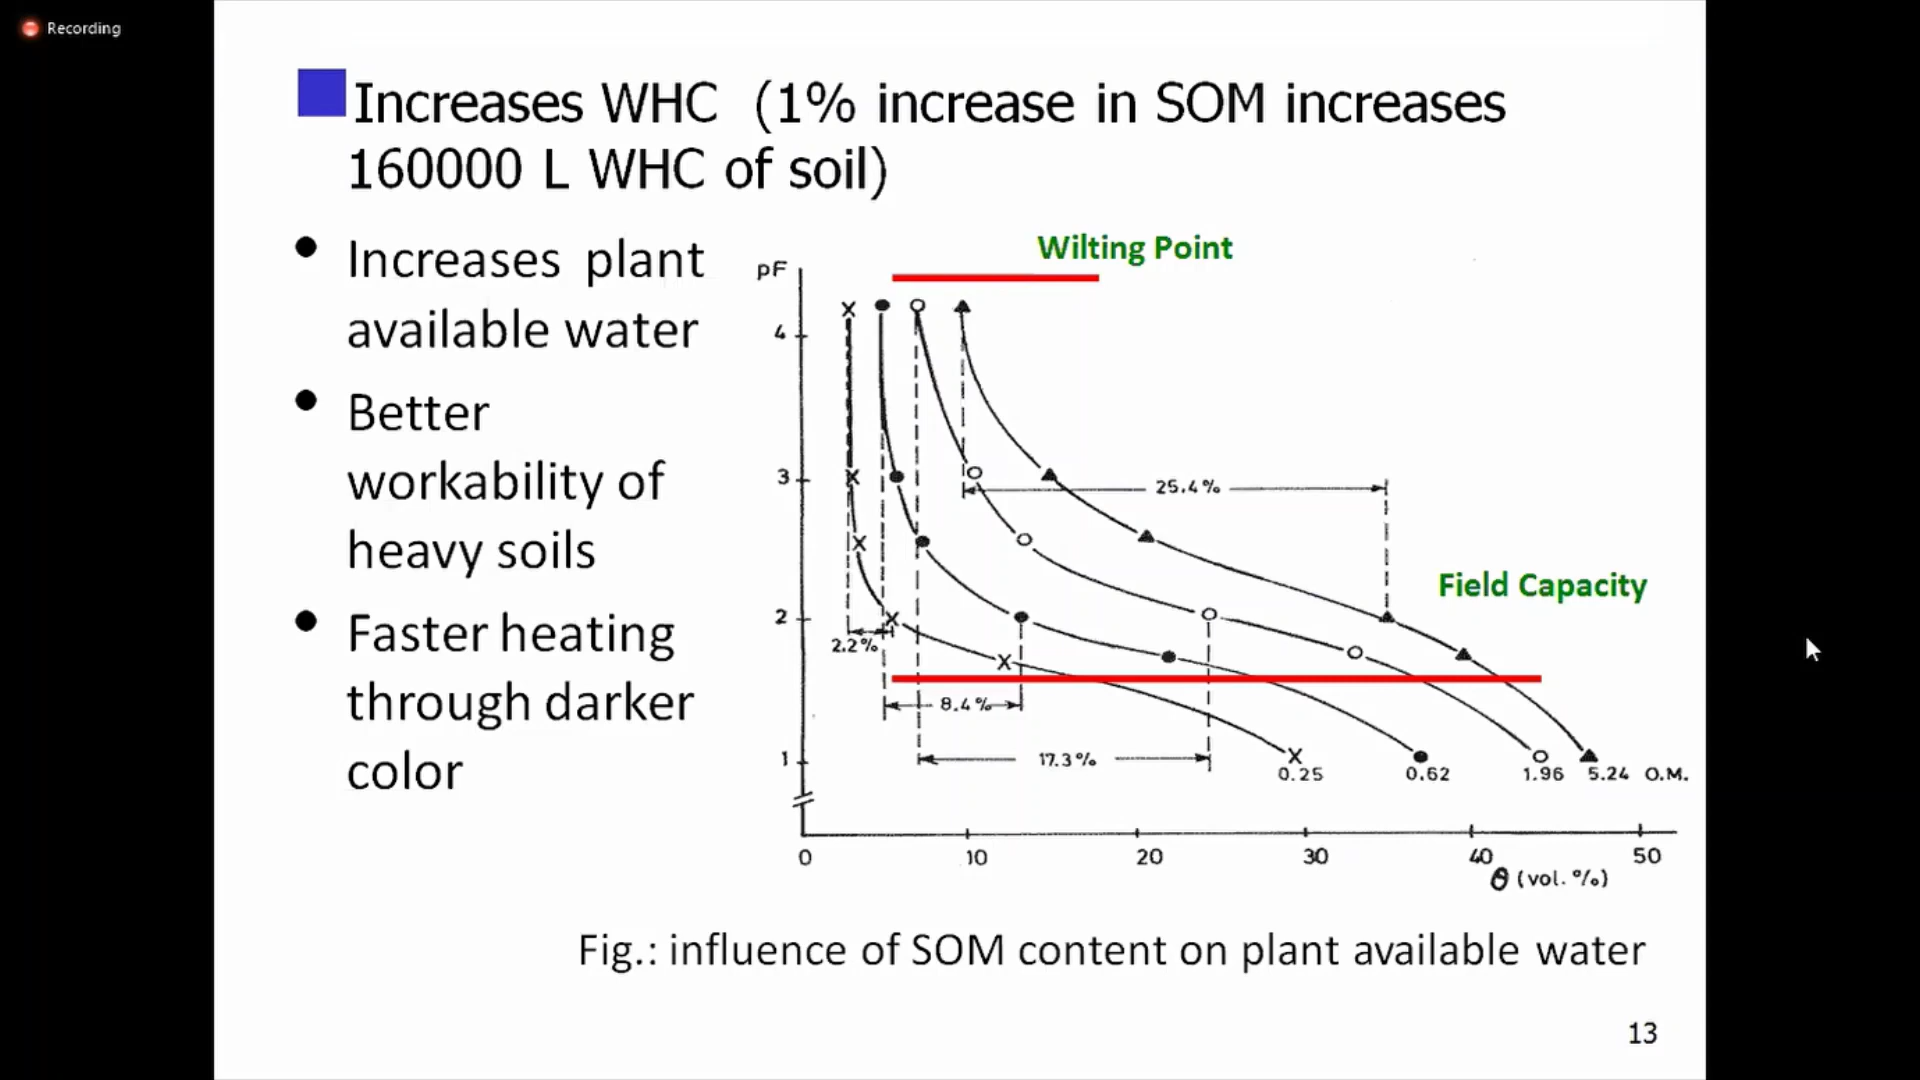 Recording
Increases WHC (1% increase in SOM increases
160000 L WHC of soil)
Increases plant
available water
Better
workability of
heavy soils
Faster heating
through darker
color
Wilting Point
pF
4
3
25.4%
Field Capacity
2
2.2%
8.4%
1
17.3%
0.25
0.62
1.96
5.24 O.M.
0
10
20
30
40
50
θ (vol. %)
Fig.: influence of SOM content on plant available water
13